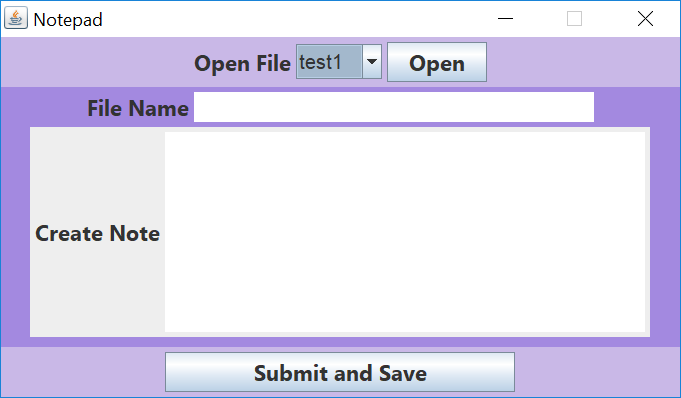 Notepad
Open File test1 Open
File Name
Create Note
Submit and Save